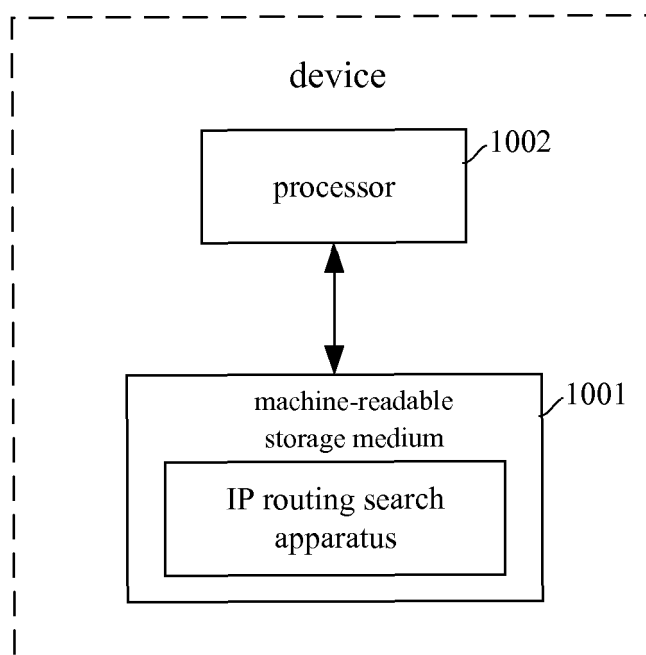 device
1002
processor
1001
machine-readable
storage medium
IP routing search
apparatus